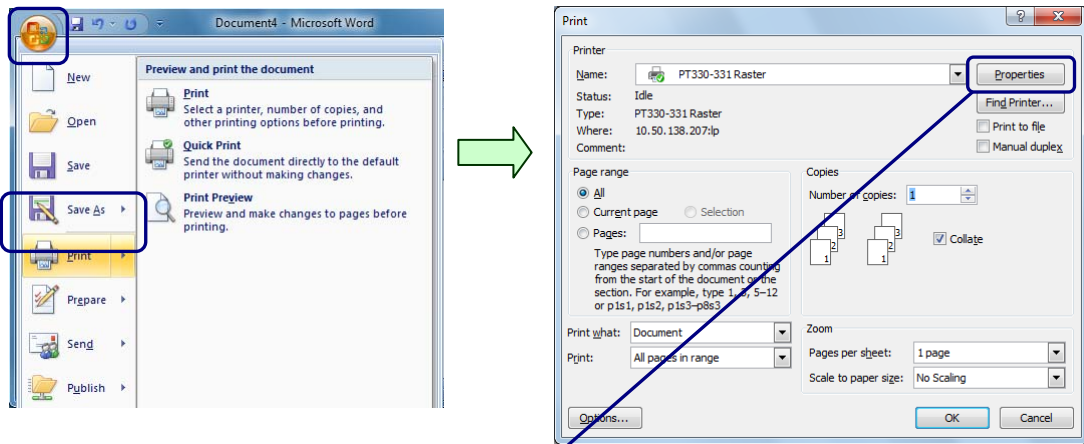 Document4 - Microsoft Word
New
Open
Save
Save As
Print
Prepare
Send
Publish
Preview and print the document
Print
Select a printer, number of copies, and
other printing options before printing.
Quick Print
Send the document directly to the default
printer without making changes.
Print Preview
Preview and make changes to pages before
printing.
Print
Printer
Name: PT330-331 Raster Properties
Status: Idle
Type: PT330-331 Raster
Where: 10.50.138.207:lp
Comment:
Find Printer...
Print to file
Manual duplex
Page range
All
Current page Selection
Pages:
Type page numbers and/or page
ranges separated by commas counting
from the start of the document or the
section. For example, type 1, 3, 5–12
or p1s1, p1s2, p1s3–p8s3
Copies
Number of copies: 1
3 3
2 2
1 1
Collate
Print what: Document
Print: All pages in range
Zoom
Pages per sheet: 1 page
Scale to paper size: No Scaling
Options... OK Cancel